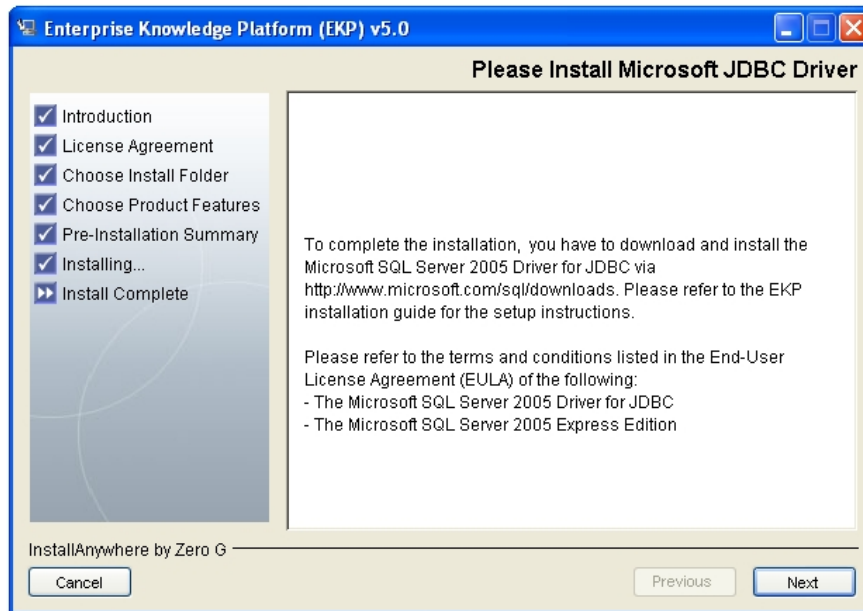 Enterprise Knowledge Platform (EKP) v5.0
Please Install Microsoft JDBC Driver
Introduction
License Agreement
Choose Install Folder
Choose Product Features
Pre-Installation Summary
Installing...
Install Complete
To complete the installation, you have to download and install the
Microsoft SQL Server 2005 Driver for JDBC via
http://www.microsoft.com/sql/downloads. Please refer to the EKP
installation guide for the setup instructions.
Please refer to the terms and conditions listed in the End-User
License Agreement (EULA) of the following:
- The Microsoft SQL Server 2005 Driver for JDBC
- The Microsoft SQL Server 2005 Express Edition
InstallAnywhere by Zero G
Cancel
Previous
Next